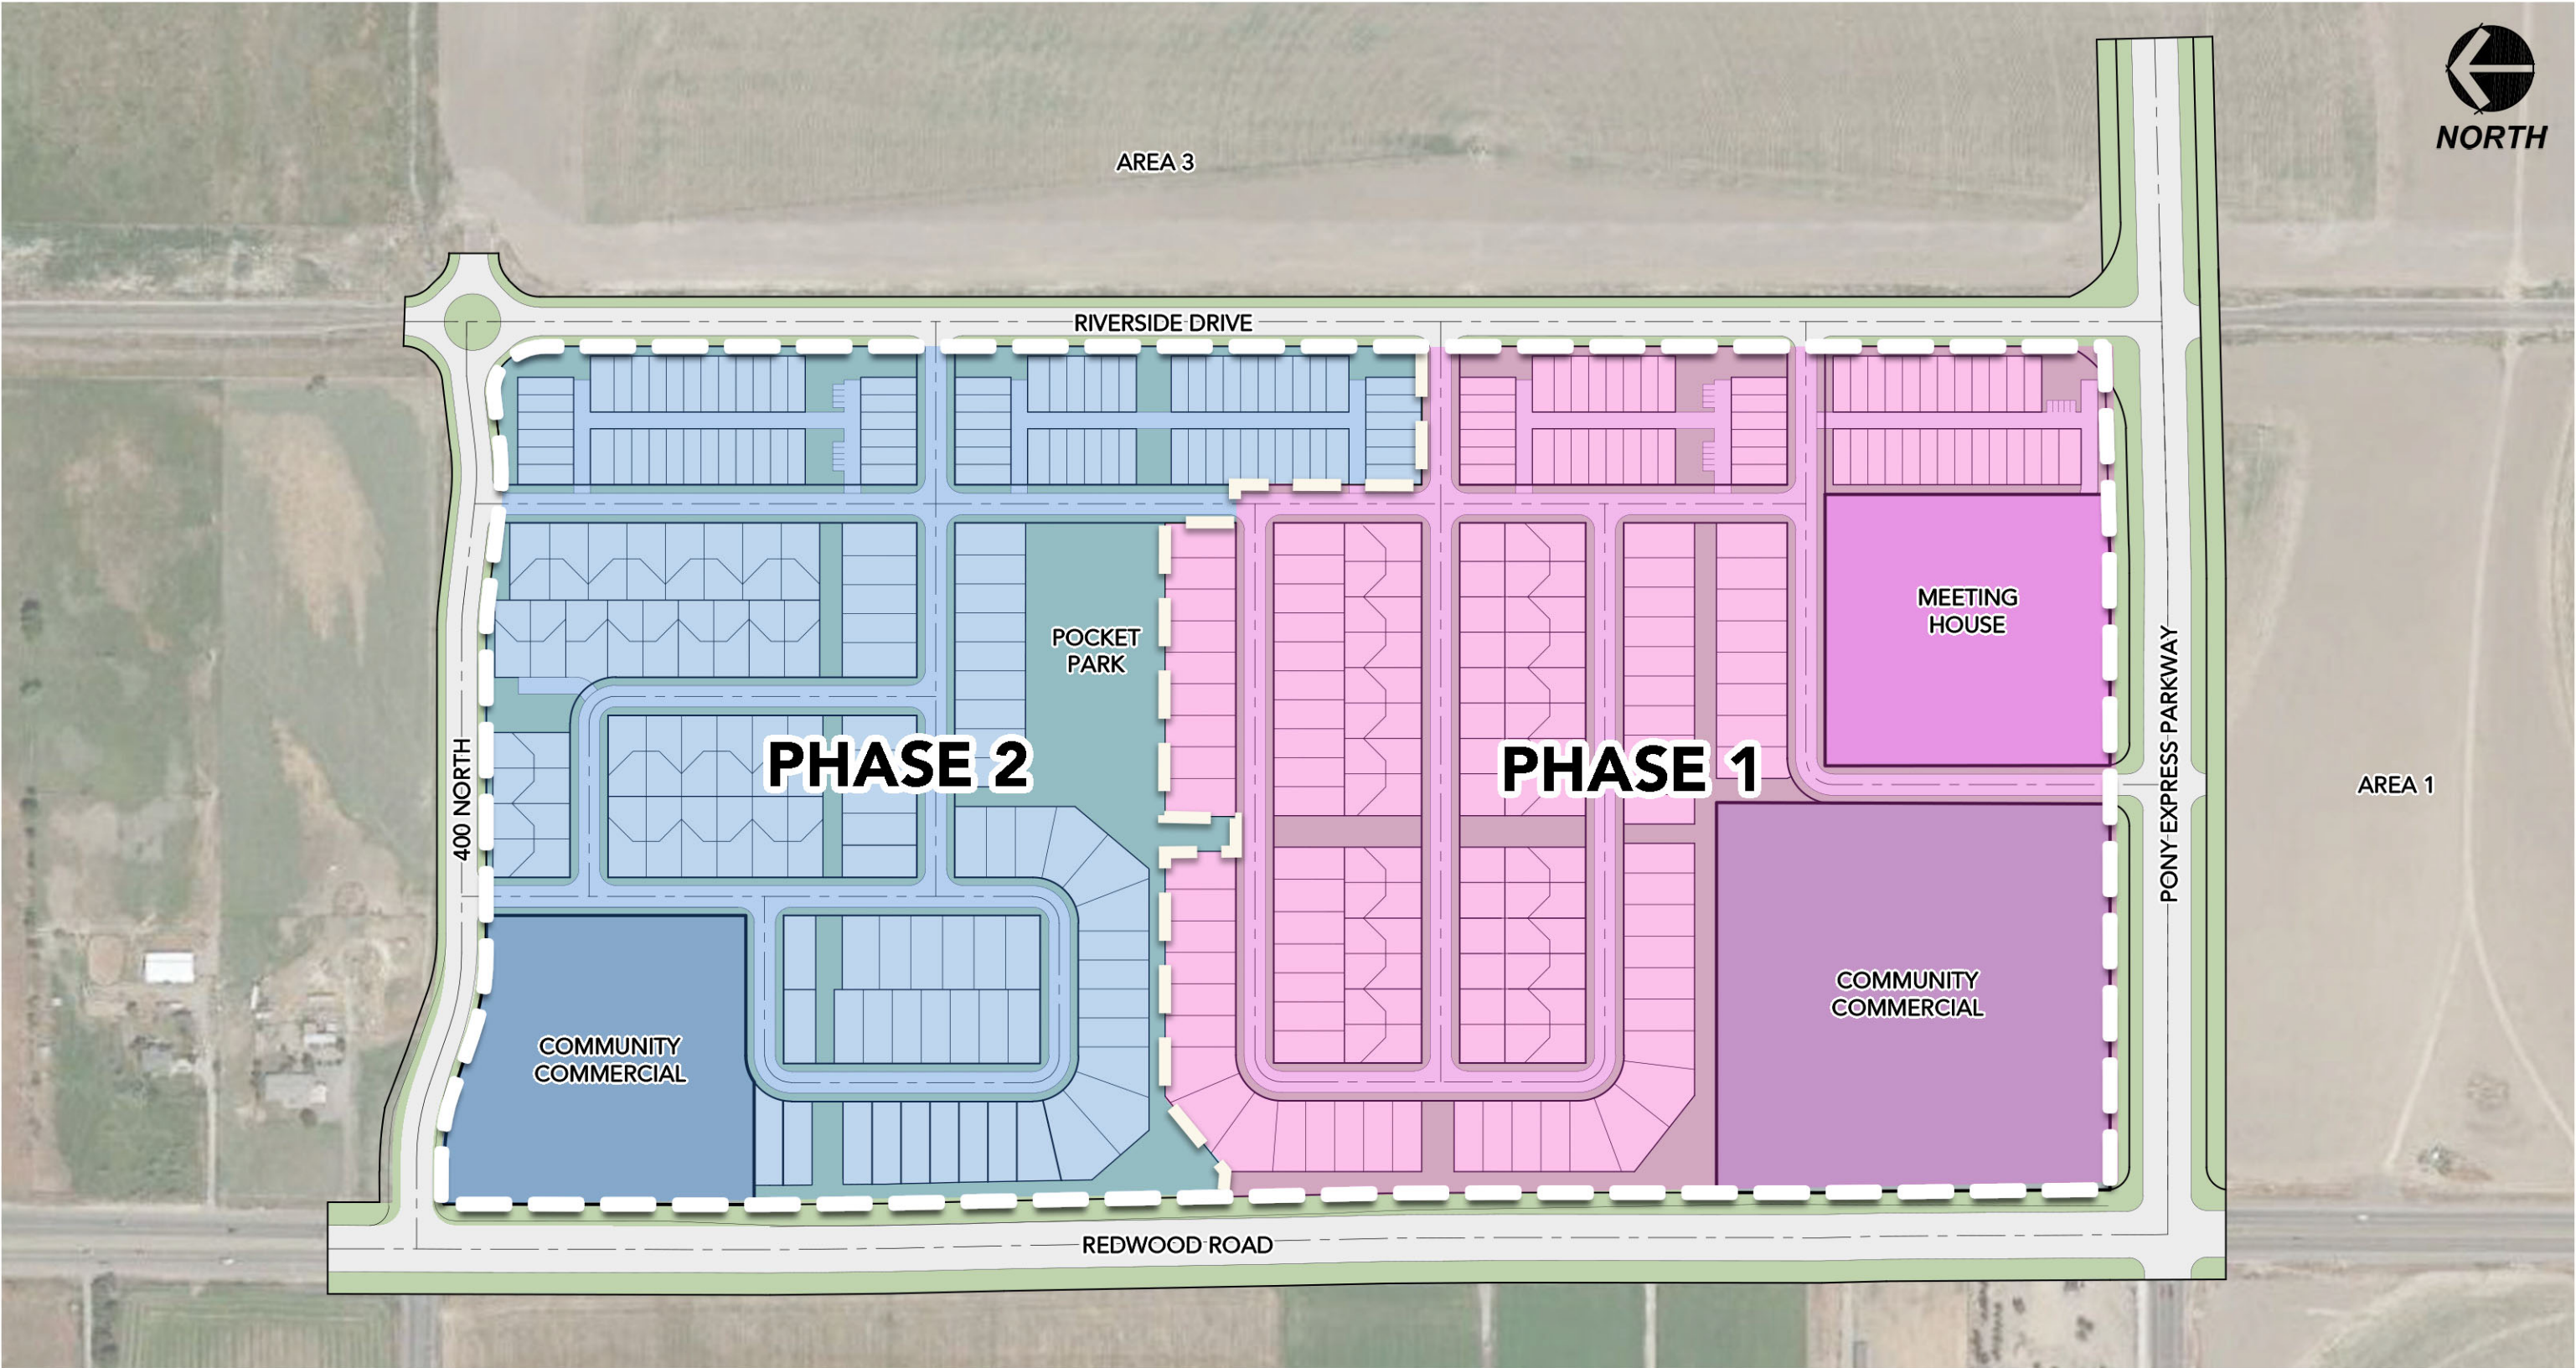 NORTH
AREA 3
RIVERSIDE DRIVE
MEETING
HOUSE
POCKET
PARK
PHASE 2
PHASE 1
400 NORTH
PONY EXPRESS PARKWAY
AREA 1
COMMUNITY
COMMERCIAL
COMMUNITY
COMMERCIAL
REDWOOD ROAD